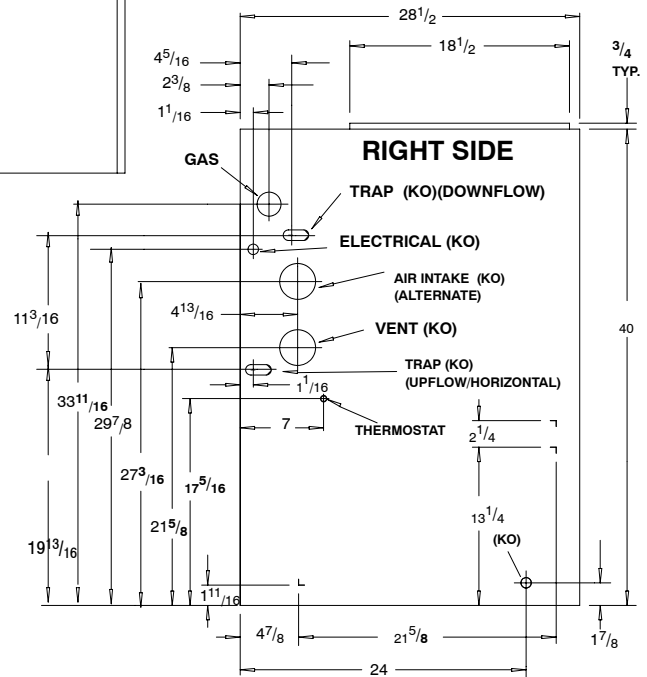 28 1/2
18 1/2
3/4
TYP.
4 5/16
2 3/8
1 1/16
RIGHT SIDE
GAS
TRAP (KO)(DOWNFLOW)
ELECTRICAL (KO)
AIR INTAKE (KO)
(ALTERNATE)
11 3/16
4 13/16
40
VENT (KO)
TRAP (KO)
(UPFLOW/HORIZONTAL)
1 1/16
33 11/16
29 7/8
7
THERMOSTAT
2 1/4
27 3/16
17 5/16
13 1/4
21 5/8
(KO)
19 13/16
1 11/16
4 7/8
21 5/8
1 7/8
24